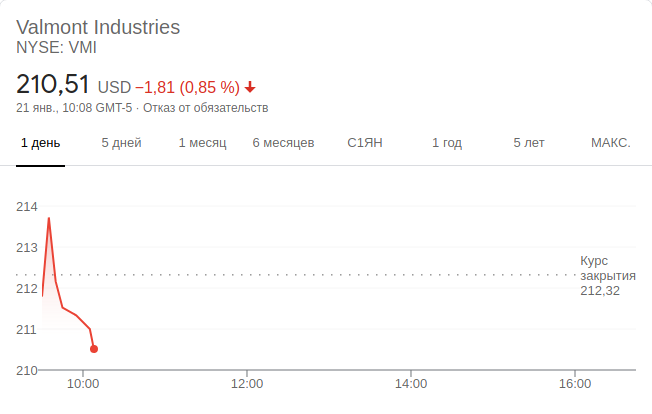 Valmont Industries
NYSE: VMI
210,51 USD −1,81 (0,85 %)
21 янв., 10:08 GMT-5 · Отказ от обязательств
1 день 5 дней 1 месяц 6 месяцев С1ЯН 1 год 5 лет МАКС.
214
213
212
211
210
Курс
закрытия
212,32
10:00 12:00 14:00 16:00